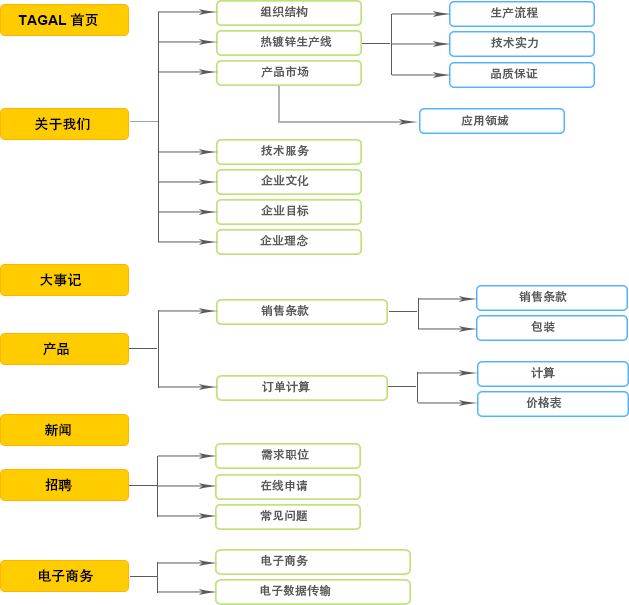 TAGAL 首页
关于我们
组织结构
热镀锌生产线
生产流程
技术实力
品质保证
产品市场
应用领域
技术服务
企业文化
企业目标
企业理念
大事记
产品
销售条款
销售条款
包装
订单计算
计算
价格表
新闻
招聘
需求职位
在线申请
常见问题
电子商务
电子商务
电子数据传输